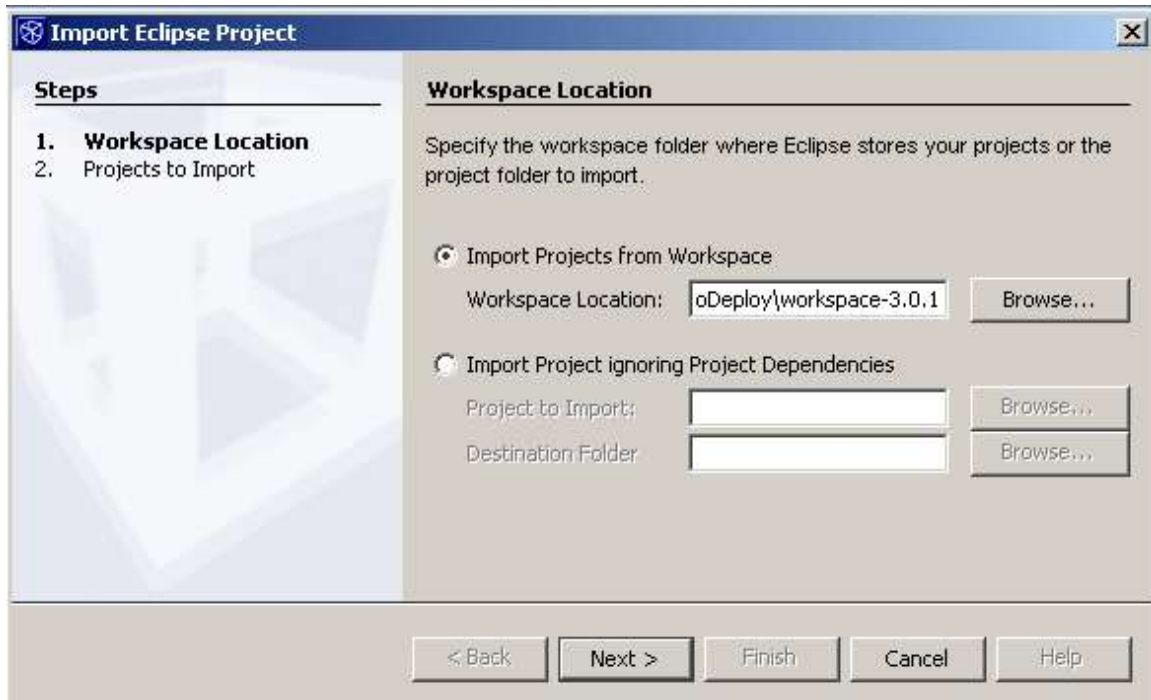 Import Eclipse Project
Steps
1. Workspace Location
2. Projects to Import
Workspace Location
Specify the workspace folder where Eclipse stores your projects or the
project folder to import.
Import Projects from Workspace
Workspace Location: oDeploy\workspace-3.0.1 Browse...
Import Project ignoring Project Dependencies
Project to Import: Browse...
Destination Folder Browse...
< Back Next > Finish Cancel Help